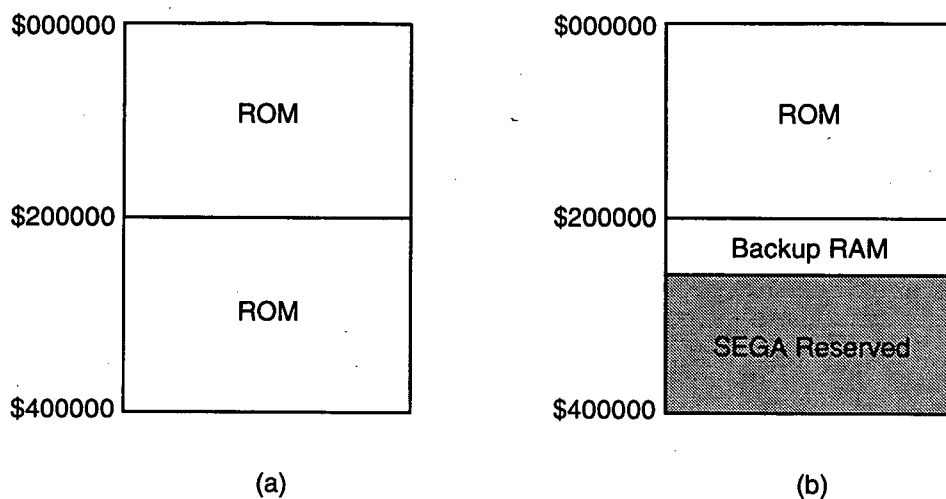 $000000
ROM
$200000
ROM
$400000
(a)
$000000
ROM
$200000
Backup RAM
SEGA Reserved
$400000
(b)